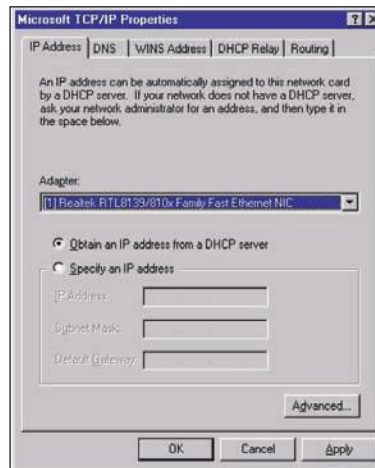 Microsoft TCP/IP Properties
IP Address DNS WINS Address DHCP Relay Routing
An IP address can be automatically assigned to this network card
by a DHCP server. If your network does not have a DHCP server,
ask your network administrator for an address, and then type it in
the space below.
Adapter:
[1] Realtek RTL8139/810x Family Fast Ethernet NIC
Obtain an IP address from a DHCP server
Specify an IP address
IP Address:
Subnet Mask:
Default Gateway:
Advanced...
OK Cancel Apply